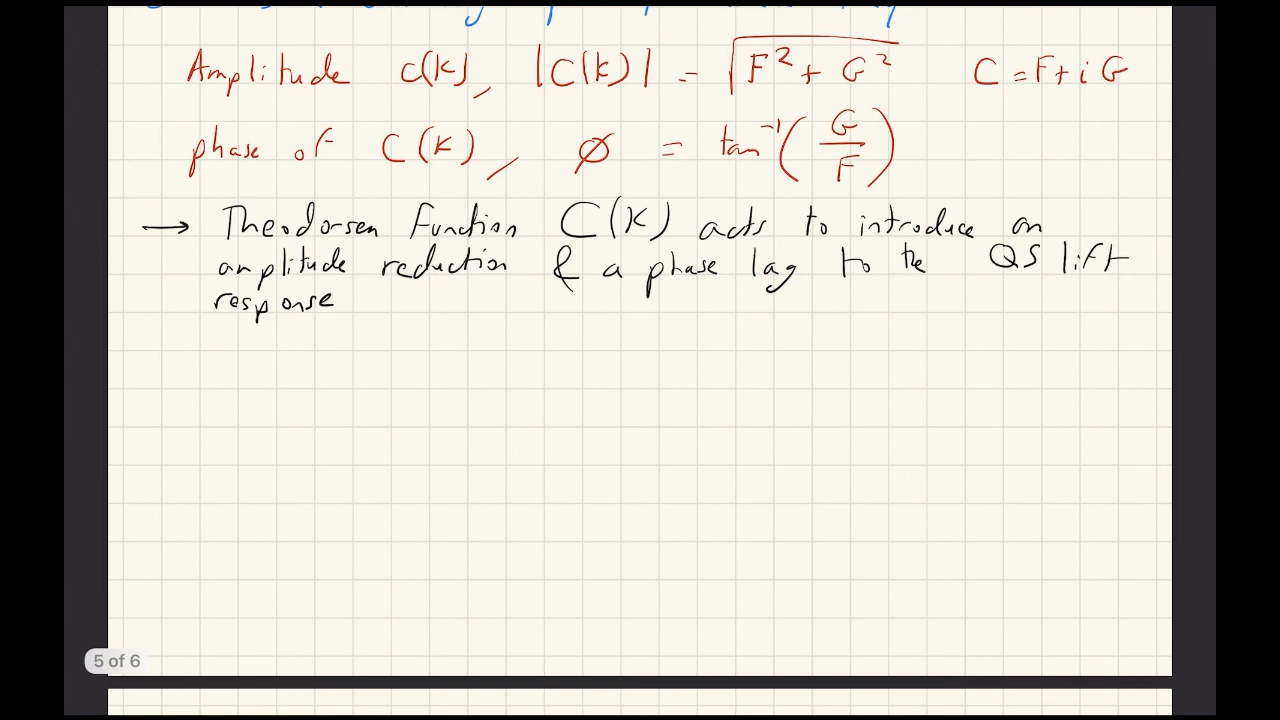 Amplitude C(k), |C(k)| = √(F² + G²) C = F + i G
phase of C(k), ø = tan⁻¹(G/F)
→ Theodorsen Function C(k) acts to introduce an
amplitude reduction & a phase lag to the QS lift
response
5 of 6